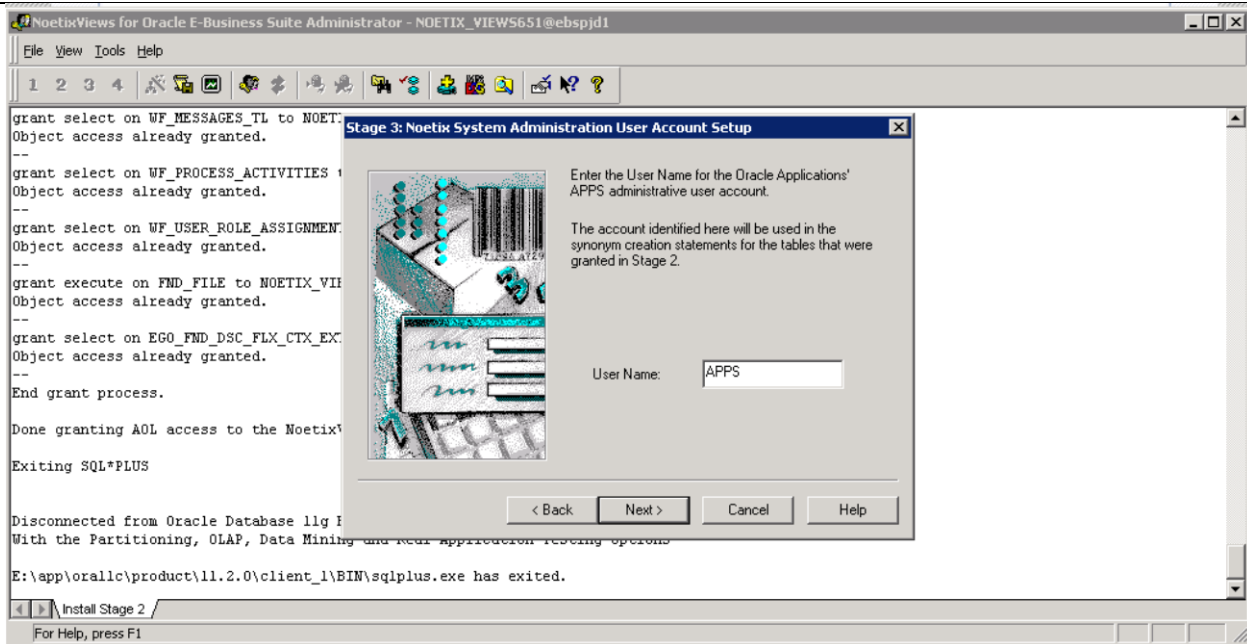 NoetixViews for Oracle E-Business Suite Administrator - NOETIX_VIEWS651@ebspjd1
File View Tools Help
1 2 3 4
grant select on WF_MESSAGES_TL to NOET
Object access already granted.
--
grant select on WF_PROCESS_ACTIVITIES
Object access already granted.
--
grant select on WF_USER_ROLE_ASSIGNMEN
Object access already granted.
--
grant execute on FND_FILE to NOETIX_VI
Object access already granted.
--
grant select on EGO_FND_DSC_FLX_CTX_EX
Object access already granted.
--
End grant process.
Done granting AOL access to the Noetix
Exiting SQL*PLUS
Disconnected from Oracle Database 11g
With the Partitioning, OLAP, Data Mining and Real Application Testing options
E:\app\orallc\product\11.2.0\client_1\BIN\sqlplus.exe has exited.
Install Stage 2
For Help, press F1
Stage 3: Noetix System Administration User Account Setup
Enter the User Name for the Oracle Applications'
APPS administrative user account.
The account identified here will be used in the
synonym creation statements for the tables that were
granted in Stage 2.
User Name: APPS
< Back Next > Cancel Help